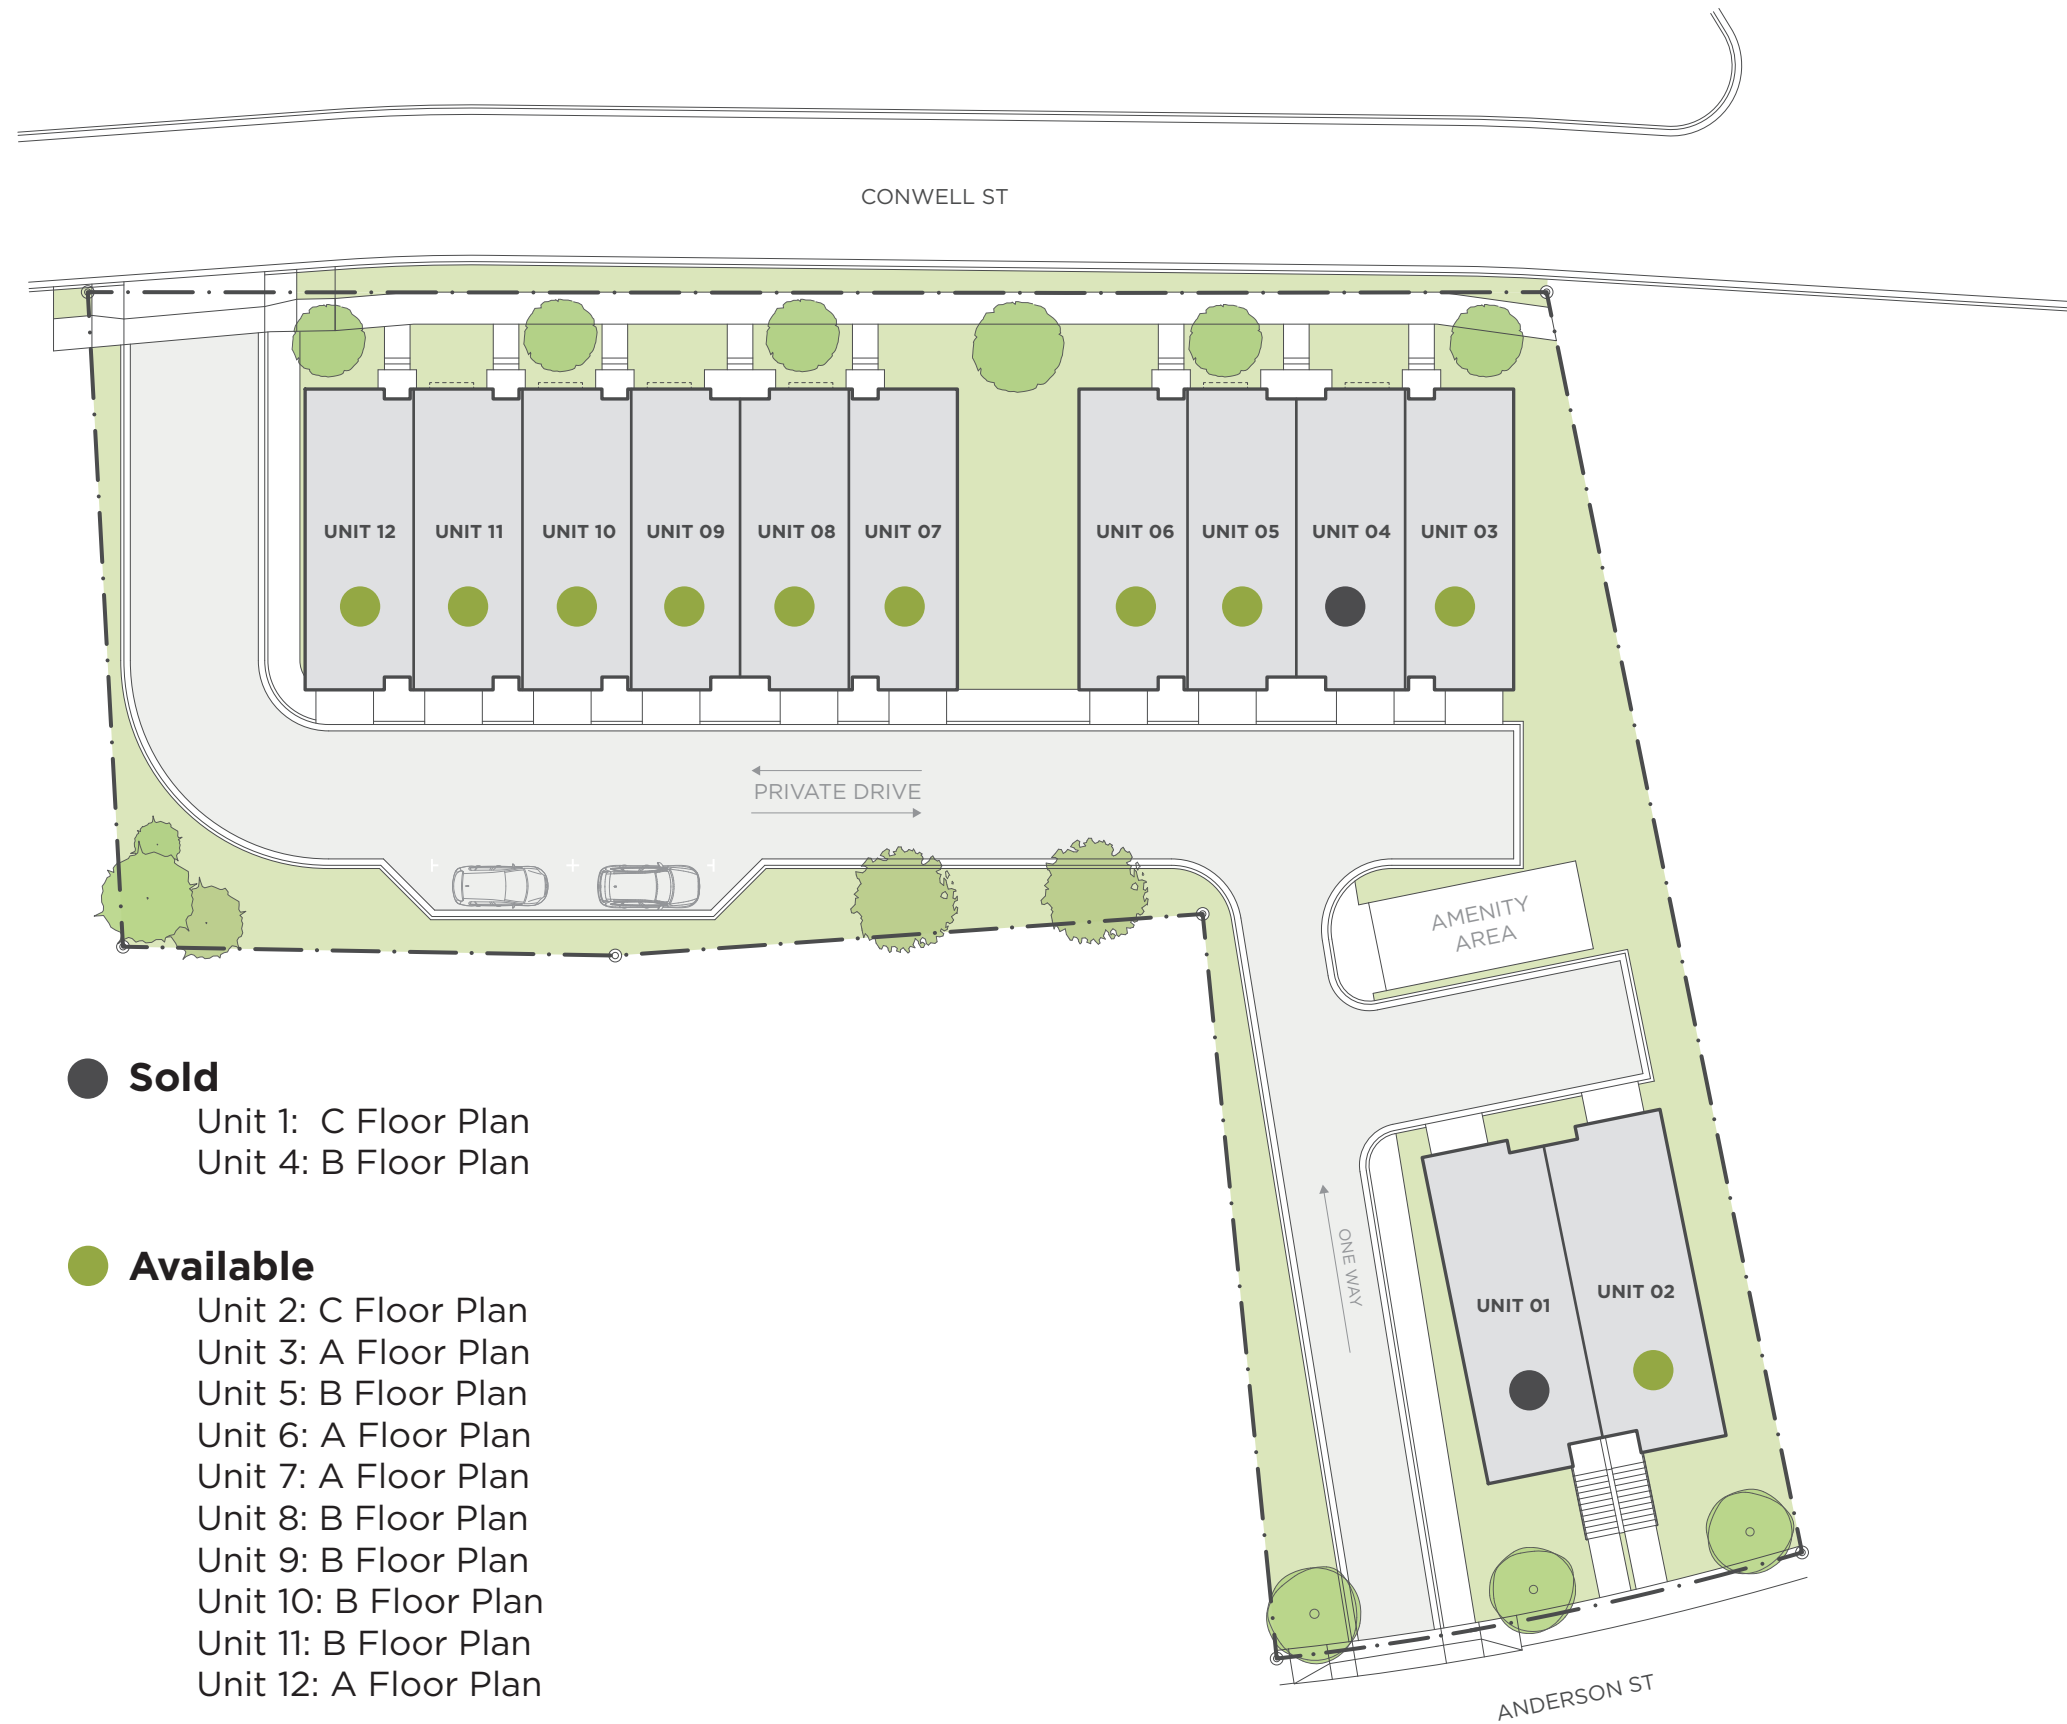 CONWELL ST
UNIT 12
UNIT 11
UNIT 10
UNIT 09
UNIT 08
UNIT 07
UNIT 06
UNIT 05
UNIT 04
UNIT 03
PRIVATE DRIVE
AMENITY
AREA
Sold
Unit 1: C Floor Plan
Unit 4: B Floor Plan
Available
Unit 2: C Floor Plan
Unit 3: A Floor Plan
Unit 5: B Floor Plan
Unit 6: A Floor Plan
Unit 7: A Floor Plan
Unit 8: B Floor Plan
Unit 9: B Floor Plan
Unit 10: B Floor Plan
Unit 11: B Floor Plan
Unit 12: A Floor Plan
ONE WAY
UNIT 01
UNIT 02
ANDERSON ST